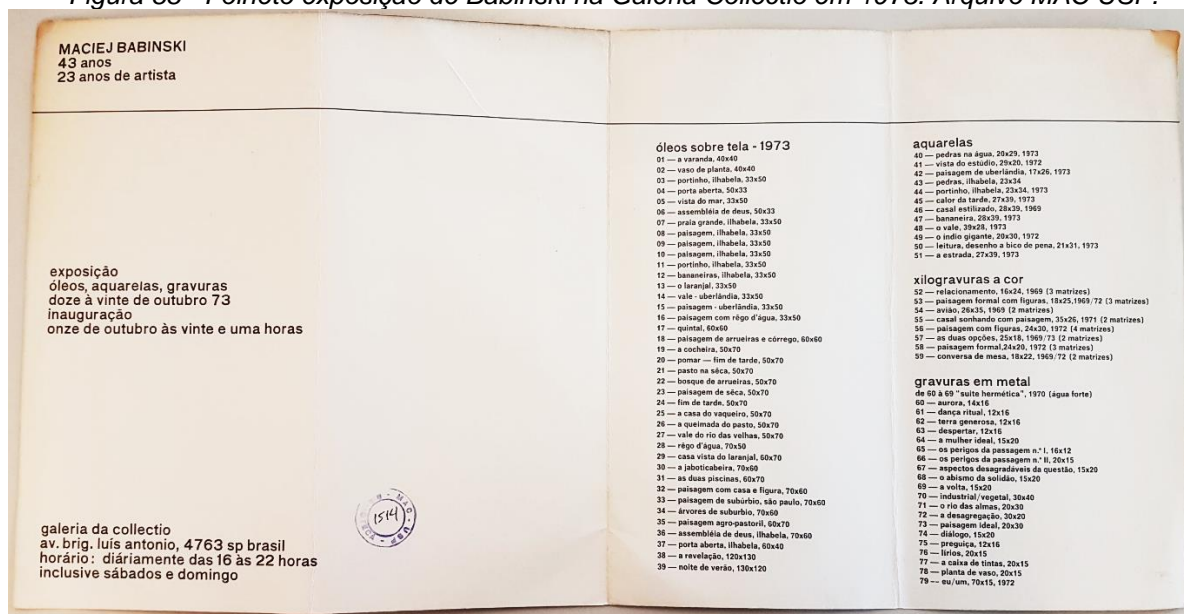 Figura 38 - Folheto exposição de Babinski na Galeria Collectio em 1973. Arquivo MAC USP.
MACIEJ BABINSKI
43 anos
23 anos de artista
exposição
óleos, aquarelas, gravuras
doze à vinte de outubro 73
inauguração
onze de outubro às vinte e uma horas
galeria da collectio
av. brig. luís antonio, 4763 sp brasil
horário: diáriamente das 16 às 22 horas
inclusive sábados e domingo
MAC - USP
1514
óleos sobre tela - 1973
01 — a varanda, 40x40
02 — vaso de planta, 40x40
03 — portinho, ilhabela, 33x50
04 — porta aberta, 50x33
05 — vista do mar, 33x50
06 — assembléia de deus, 50x33
07 — praia grande, ilhabela, 33x50
08 — paisagem, ilhabela, 33x50
09 — paisagem, ilhabela, 33x50
10 — paisagem, ilhabela, 33x50
11 — portinho, ilhabela, 33x50
12 — bananeiras, ilhabela, 33x50
13 — o laranjal, 33x50
14 — vale - uberlândia, 33x50
15 — paisagem - uberlândia, 33x50
16 — paisagem com rêgo d'água, 33x50
17 — quintal, 60x60
18 — paisagem de arrueiras e córrego, 60x60
19 — a cocheira, 50x70
20 — pomar — fim de tarde, 50x70
21 — pasto na sêca, 50x70
22 — bosque de arrueiras, 50x70
23 — paisagem de sêca, 50x70
24 — fim de tarde, 50x70
25 — a casa do vaqueiro, 50x70
26 — a queimada do pasto, 50x70
27 — vale do rio das velhas, 50x70
28 — rêgo d'água, 70x50
29 — casa vista do laranjal, 60x70
30 — a jaboticabeira, 70x60
31 — as duas piscinas, 60x70
32 — paisagem com casa e figura, 70x60
33 — paisagem de subúrbio, são paulo, 70x60
34 — árvores de suburbio, 70x60
35 — paisagem agro-pastoril, 60x70
36 — assembléia de deus, ilhabela, 70x60
37 — porta aberta, ilhabela, 60x40
38 — a revelação, 120x130
39 — noite de verão, 130x120
aquarelas
40 — pedras na água, 20x29, 1973
41 — vista do estúdio, 29x20, 1972
42 — paisagem de uberlândia, 17x26, 1973
43 — pedras, ilhabela, 23x34
44 — portinho, ilhabela, 23x34, 1973
45 — calor da tarde, 27x39, 1973
46 — casal estilizado, 28x39, 1969
47 — bananeira, 28x39, 1973
48 — o vale, 39x28, 1973
49 — o índio gigante, 20x30, 1972
50 — leitura, desenho a bico de pena, 21x31, 1973
51 — a estrada, 27x39, 1973
xilogravuras a cor
52 — relacionamento, 16x24, 1969 (3 matrizes)
53 — paisagem formal com figuras, 18x25,1969/72 (3 matrizes)
54 — avião, 26x35, 1969 (2 matrizes)
55 — casal sonhando com paisagem, 35x26, 1971 (2 matrizes)
56 — paisagem com figuras, 24x30, 1972 (4 matrizes)
57 — as duas opções, 25x18, 1969/73 (2 matrizes)
58 — paisagem formal,24x20, 1972 (3 matrizes)
59 — conversa de mesa, 18x22, 1969/72 (2 matrizes)
gravuras em metal
de 60 à 69 "suite hermética", 1970 (água forte)
60 — aurora, 14x16
61 — dança ritual, 12x16
62 — terra generosa, 12x16
63 — despertar, 12x16
64 — a mulher ideal, 15x20
65 — os perigos da passagem n.º I, 16x12
66 — os perigos da passagem n.º II, 20x15
67 — aspectos desagradáveis da questão, 15x20
68 — o abismo da solidão, 15x20
69 — a volta, 15x20
70 — industrial/vegetal, 30x40
71 — o rio das almas, 20x30
72 — a desagregação, 30x20
73 — paisagem ideal, 20x30
74 — diálogo, 15x20
75 — preguiça, 12x16
76 — lírios, 20x15
77 — a caixa de tintas, 20x15
78 — planta de vaso, 20x15
79 -- eu/um, 70x15, 1972